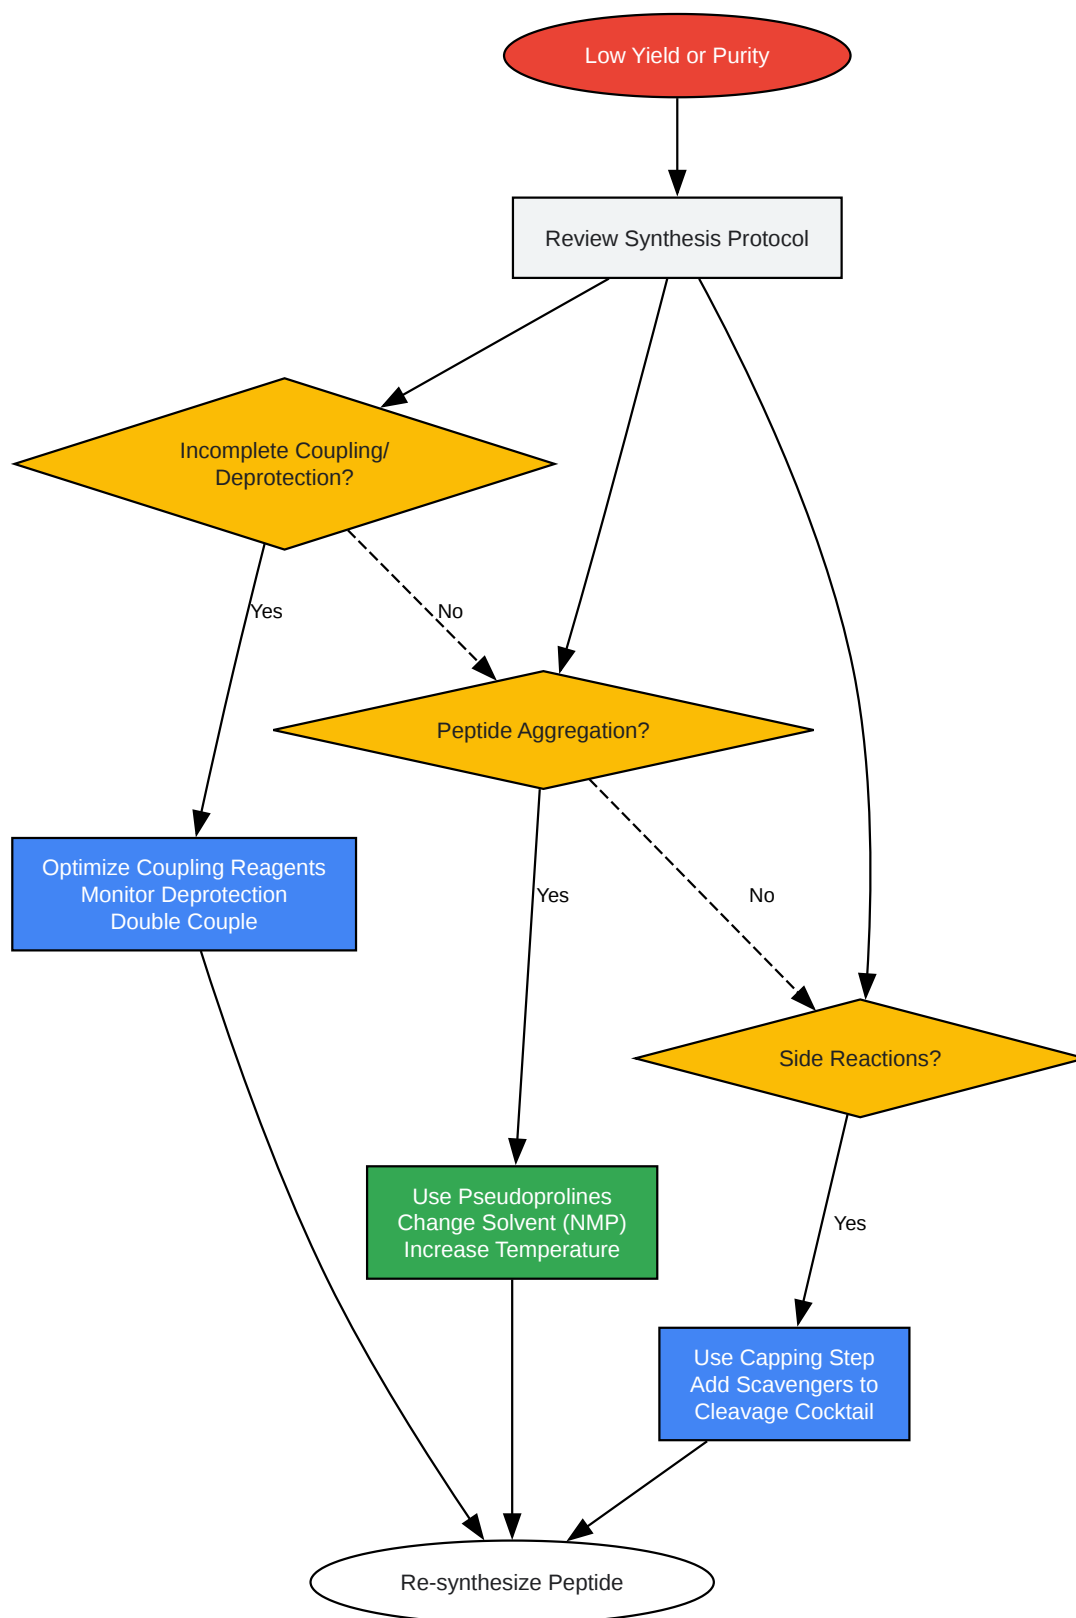 Low Yield or Purity
Review Synthesis Protocol
Incomplete Coupling/
Deprotection?
Yes
No
Peptide Aggregation?
Optimize Coupling Reagents
Monitor Deprotection
Double Couple
Yes
No
Side Reactions?
Use Pseudoprolines
Change Solvent (NMP)
Increase Temperature
Yes
Use Capping Step
Add Scavengers to
Cleavage Cocktail
Re-synthesize Peptide